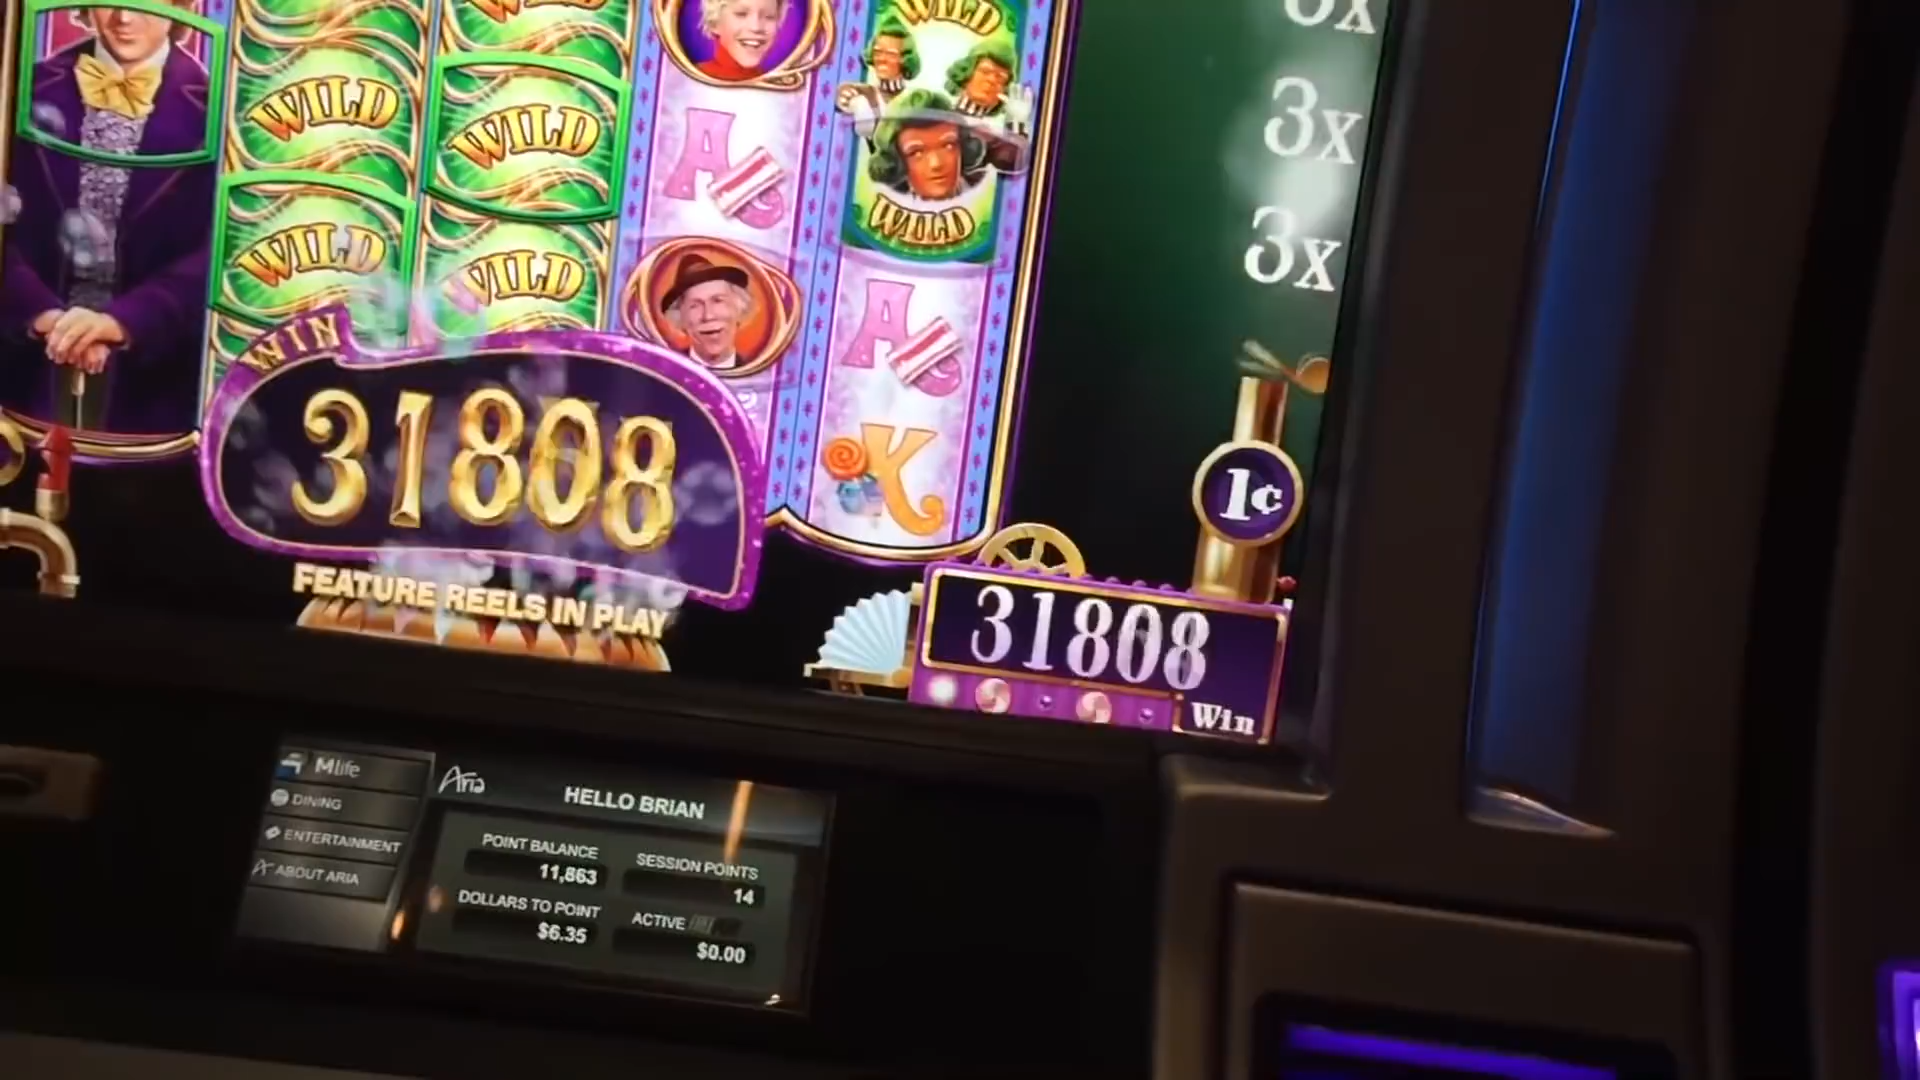 WILD
WILD
WILD
WILD
WILD
WILD
WILD
A
A
K
3x
3x
1¢
WIN
31808
FEATURE REELS IN PLAY
31808
Win
Mlife
DINING
ENTERTAINMENT
ABOUT ARIA
Aria
HELLO BRIAN
POINT BALANCE
11,863
SESSION POINTS
14
DOLLARS TO POINT
$6.35
ACTIVE
$0.00